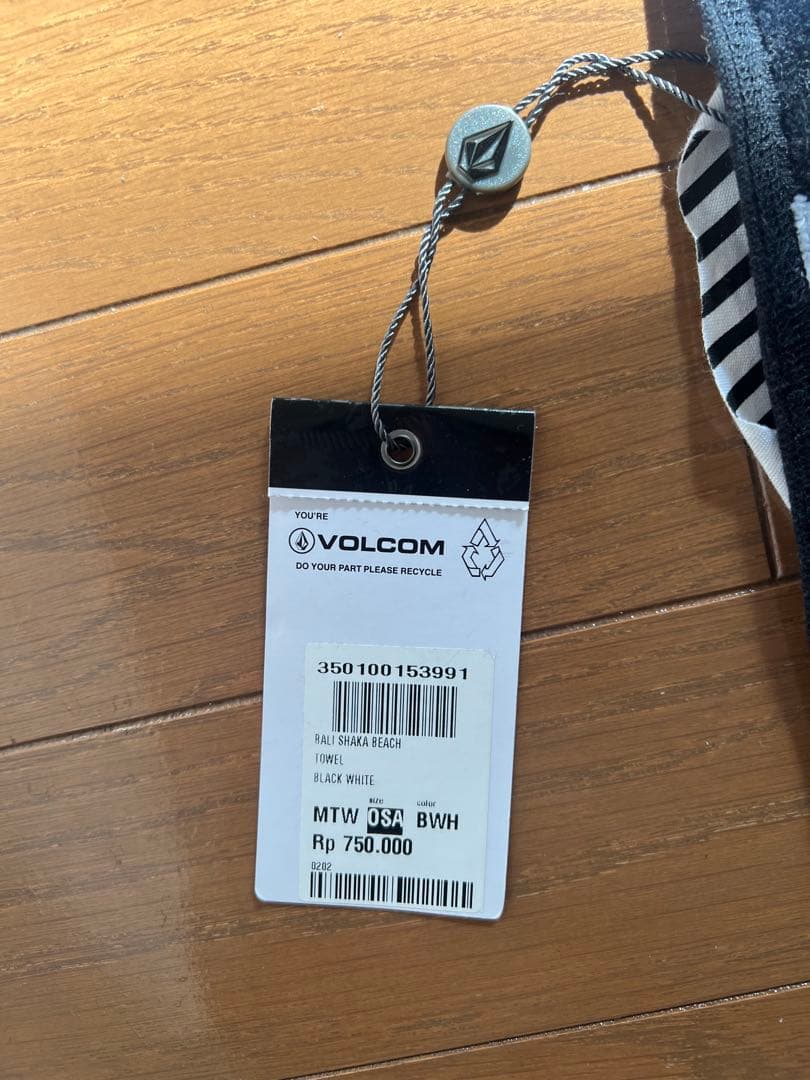 YOU'RE
VOLCOM
DO YOUR PART PLEASE RECYCLE
350100153991
BALI SHAKA BEACH
TOWEL
BLACK WHITE
size color
MTW OSA BWH
Rp 750.000
0202